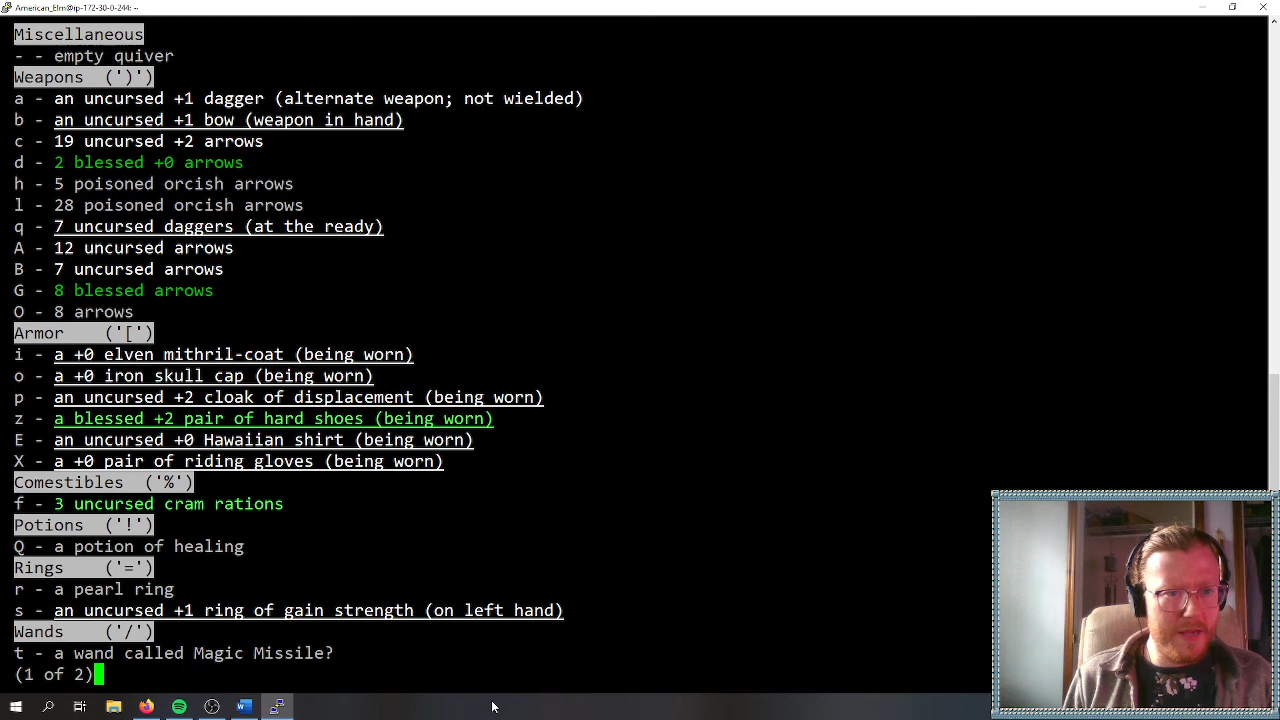 American_Elm@ip-172-30-0-244: ~
Miscellaneous
- - empty quiver
Weapons (')')
a - an uncursed +1 dagger (alternate weapon; not wielded)
b - an uncursed +1 bow (weapon in hand)
c - 19 uncursed +2 arrows
d - 2 blessed +0 arrows
h - 5 poisoned orcish arrows
l - 28 poisoned orcish arrows
q - 7 uncursed daggers (at the ready)
A - 12 uncursed arrows
B - 7 uncursed arrows
G - 8 blessed arrows
O - 8 arrows
Armor ('[')
i - a +0 elven mithril-coat (being worn)
o - a +0 iron skull cap (being worn)
p - an uncursed +2 cloak of displacement (being worn)
z - a blessed +2 pair of hard shoes (being worn)
E - an uncursed +0 Hawaiian shirt (being worn)
X - a +0 pair of riding gloves (being worn)
Comestibles ('%')
f - 3 uncursed cram rations
Potions ('!')
Q - a potion of healing
Rings ('=')
r - a pearl ring
s - an uncursed +1 ring of gain strength (on left hand)
Wands ('/')
t - a wand called Magic Missile?
(1 of 2)